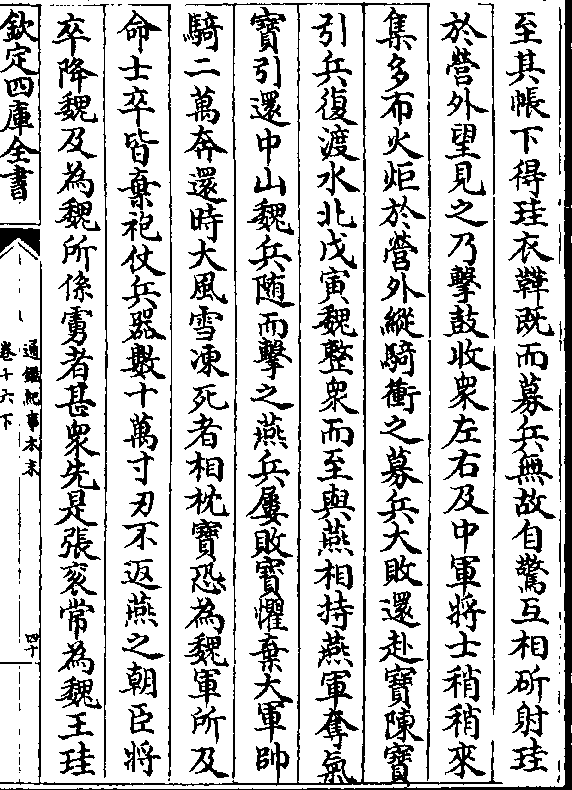 至其帳下得珪衣鞾既而募兵無故自驚互相斫射珪
於營外望見之乃擊鼓收衆左右及中軍將士稍稍來
集多布火炬於營外縱騎衝之募兵大敗還赴寶陳寶
引兵復渡水北戊寅魏整衆而至與燕相持燕軍奪氣
寶引還中山魏兵随而擊之燕兵屢敗寶懼棄大軍帥
騎二萬奔還時大風雪凍死者相枕寶恐為魏軍所及
命士卒皆棄袍仗兵器數十萬寸刃不返燕之朝臣將
卒降魏及為魏所係虜者甚衆先是張衮常為魏王珪
欽定四庫全書
通鑑紀事本末
卷十六下
四十